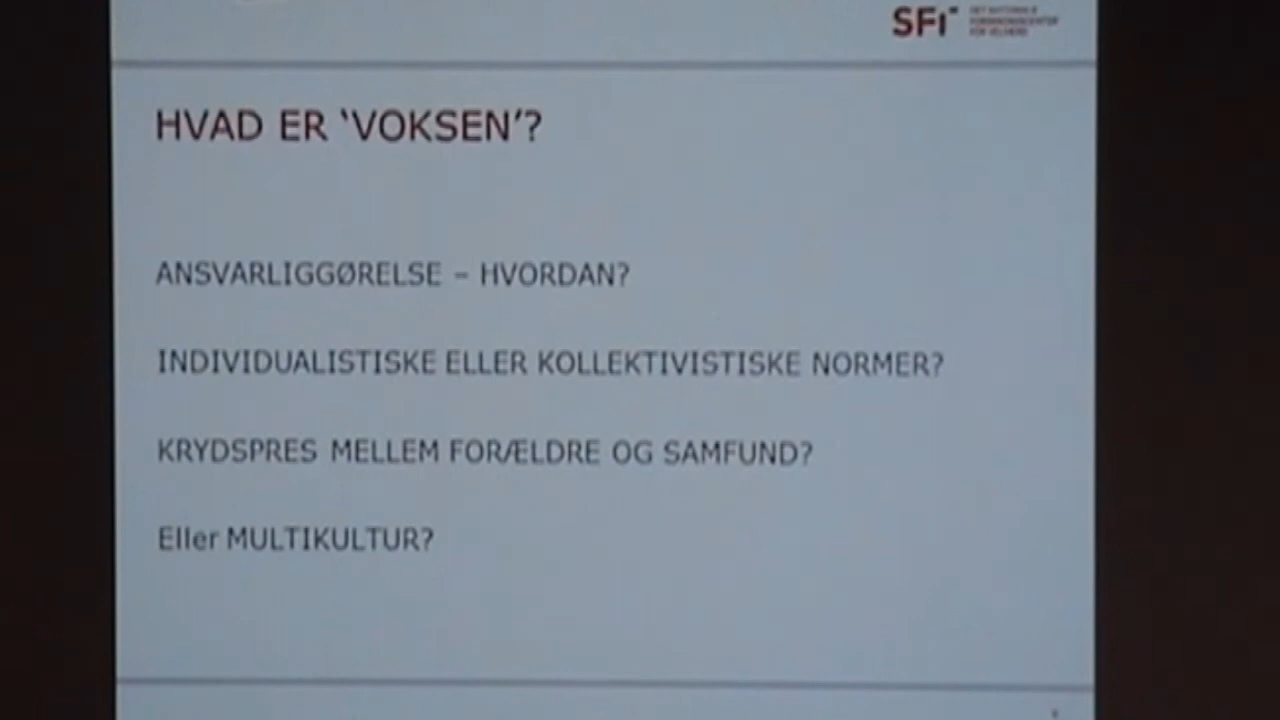 SFI
HVAD ER ‘VOKSEN’?
ANSVARLIGGØRELSE – HVORDAN?
INDIVIDUALISTISKE ELLER KOLLEKTIVISTISKE NORMER?
KRYDSPRES MELLEM FORÆLDRE OG SAMFUND?
Eller MULTIKULTUR?